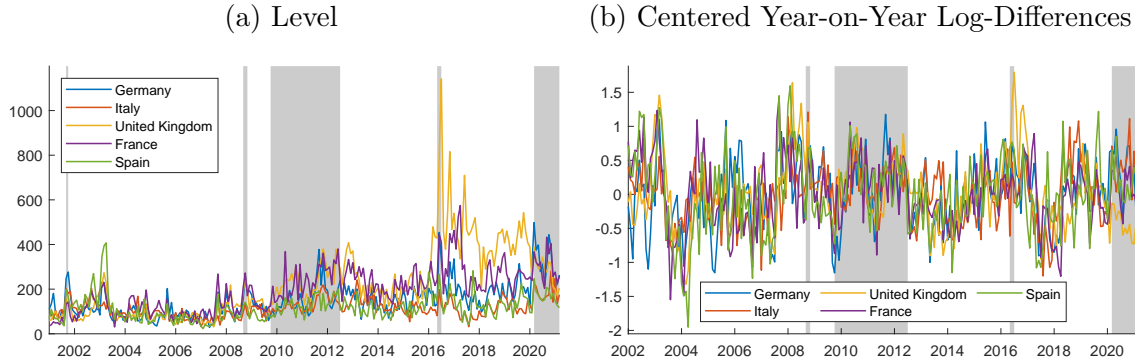 (a) Level
1000
800
600
400
200
0
Germany
Italy
United Kingdom
France
Spain
2002 2004 2006 2008 2010 2012 2014 2016 2018 2020
(b) Centered Year-on-Year Log-Differences
1.5
1
0.5
0
-0.5
-1
-1.5
-2
Germany United Kingdom Spain
Italy France
2002 2004 2006 2008 2010 2012 2014 2016 2018 2020